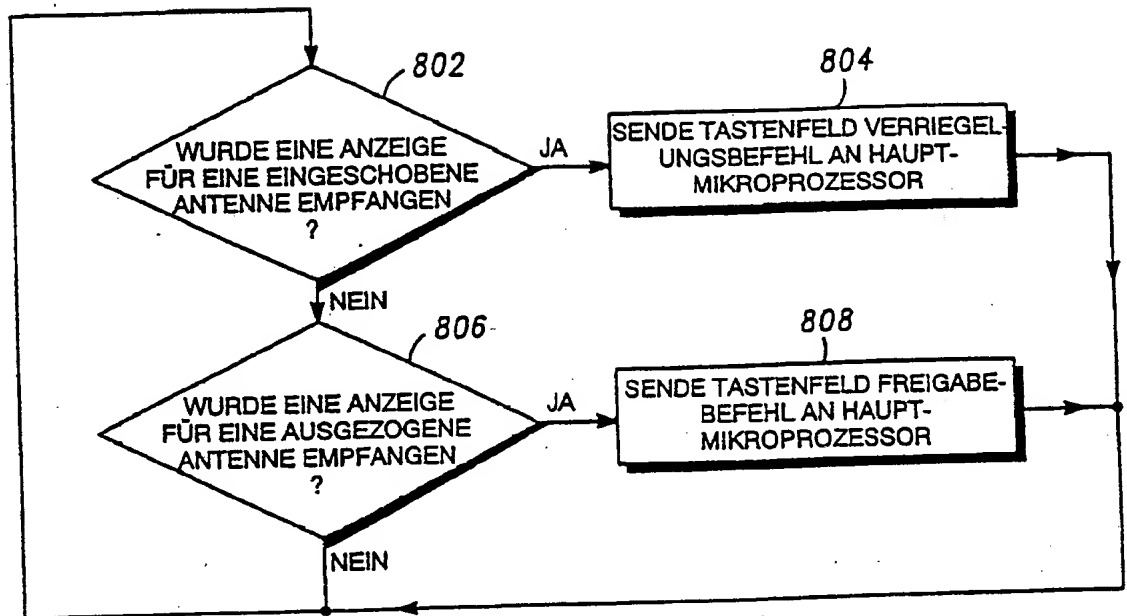 802
WURDE EINE ANZEIGE
FÜR EINE EINGESCHOBENE
ANTENNE EMPFANGEN
?
JA
804
SENDE TASTENFELD VERRIEGEL-
UNGSBEFEHL AN HAUPT-
MIKROPROZESSOR
NEIN
806
WURDE EINE ANZEIGE
FÜR EINE AUSGEZOGENE
ANTENNE EMPFANGEN
?
JA
808
SENDE TASTENFELD FREIGABE-
BEFEHL AN HAUPT-
MIKROPROZESSOR
NEIN